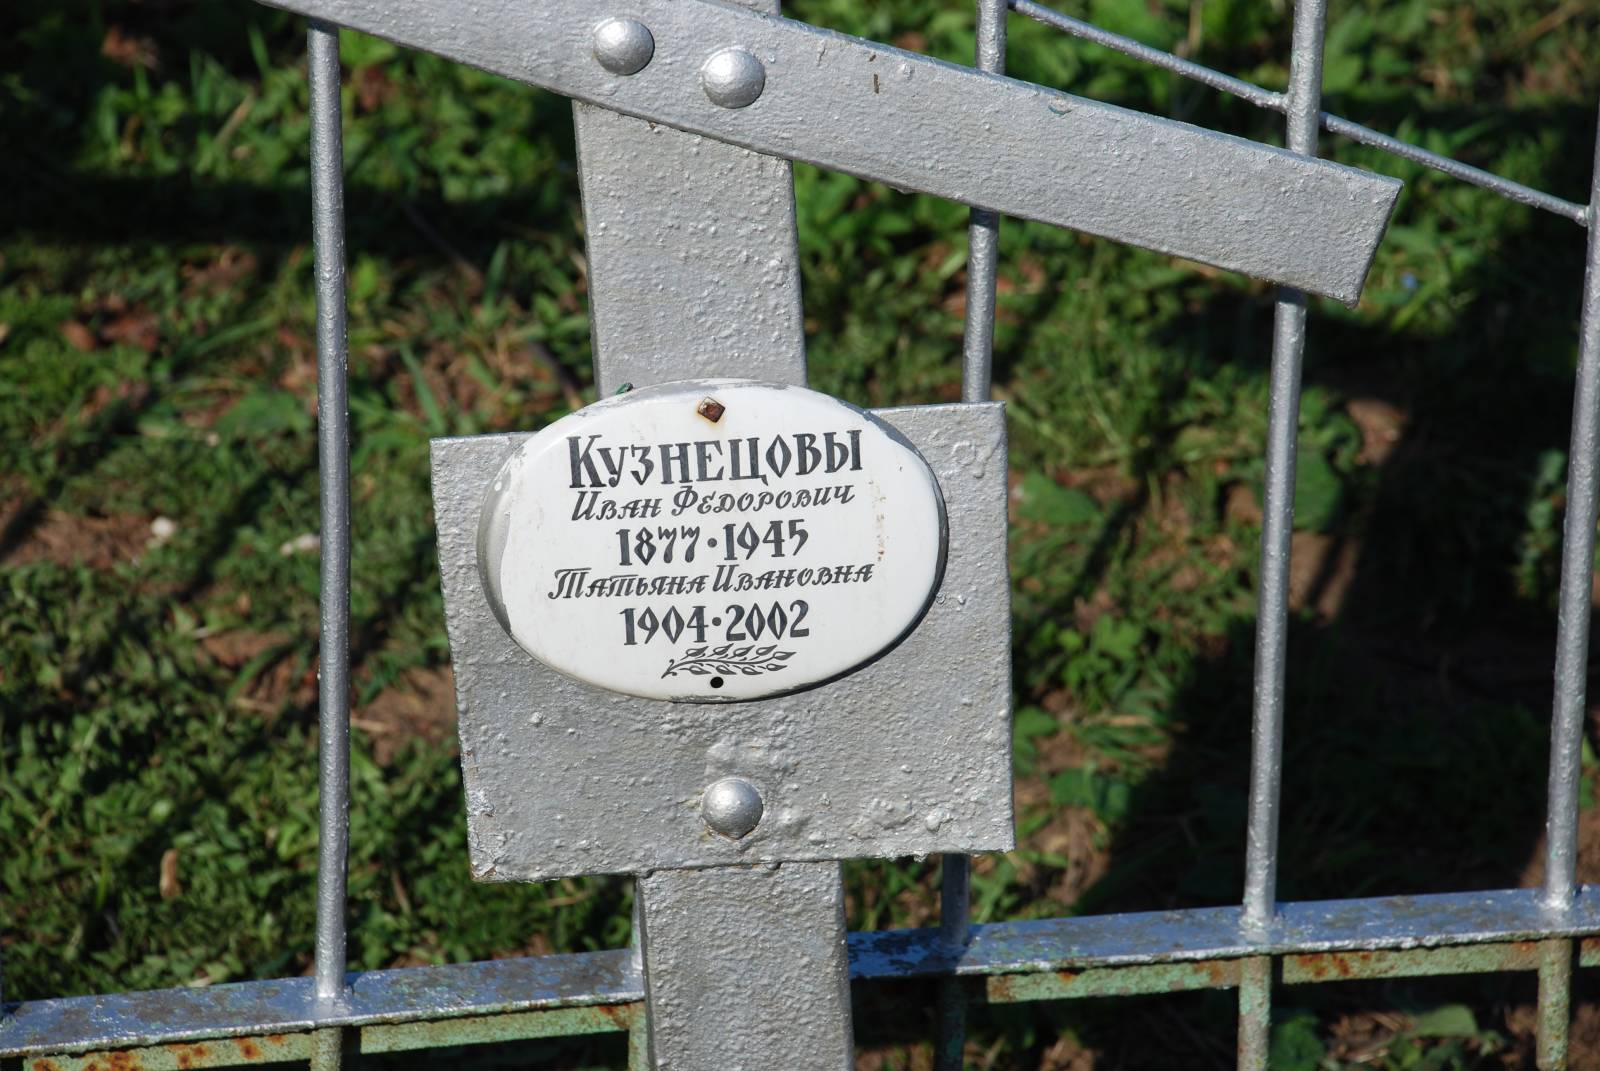 Кузнецовы
Иван Федорович
1877·1945
Татьяна Ивановна
1904·2002